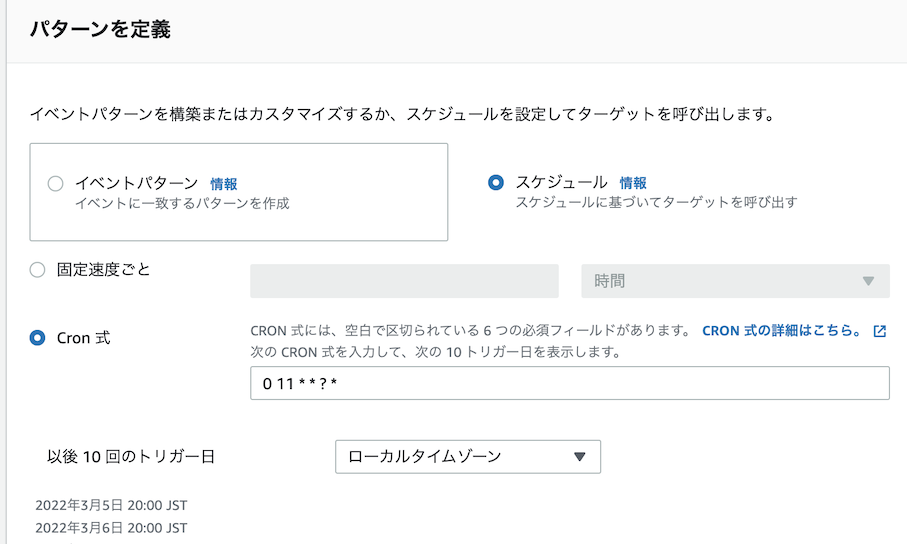 パターンを定義
イベントパターンを構築またはカスタマイズするか、スケジュールを設定してターゲットを呼び出します。
イベントパターン 情報
イベントに一致するパターンを作成
スケジュール 情報
スケジュールに基づいてターゲットを呼び出す
固定速度ごと
時間
Cron 式
CRON 式には、空白で区切られている 6 つの必須フィールドがあります。 CRON 式の詳細はこちら。
次の CRON 式を入力して、次の 10 トリガー日を表示します。
0 11 * * ? *
以後 10 回のトリガー日
ローカルタイムゾーン
2022年3月5日 20:00 JST
2022年3月6日 20:00 JST